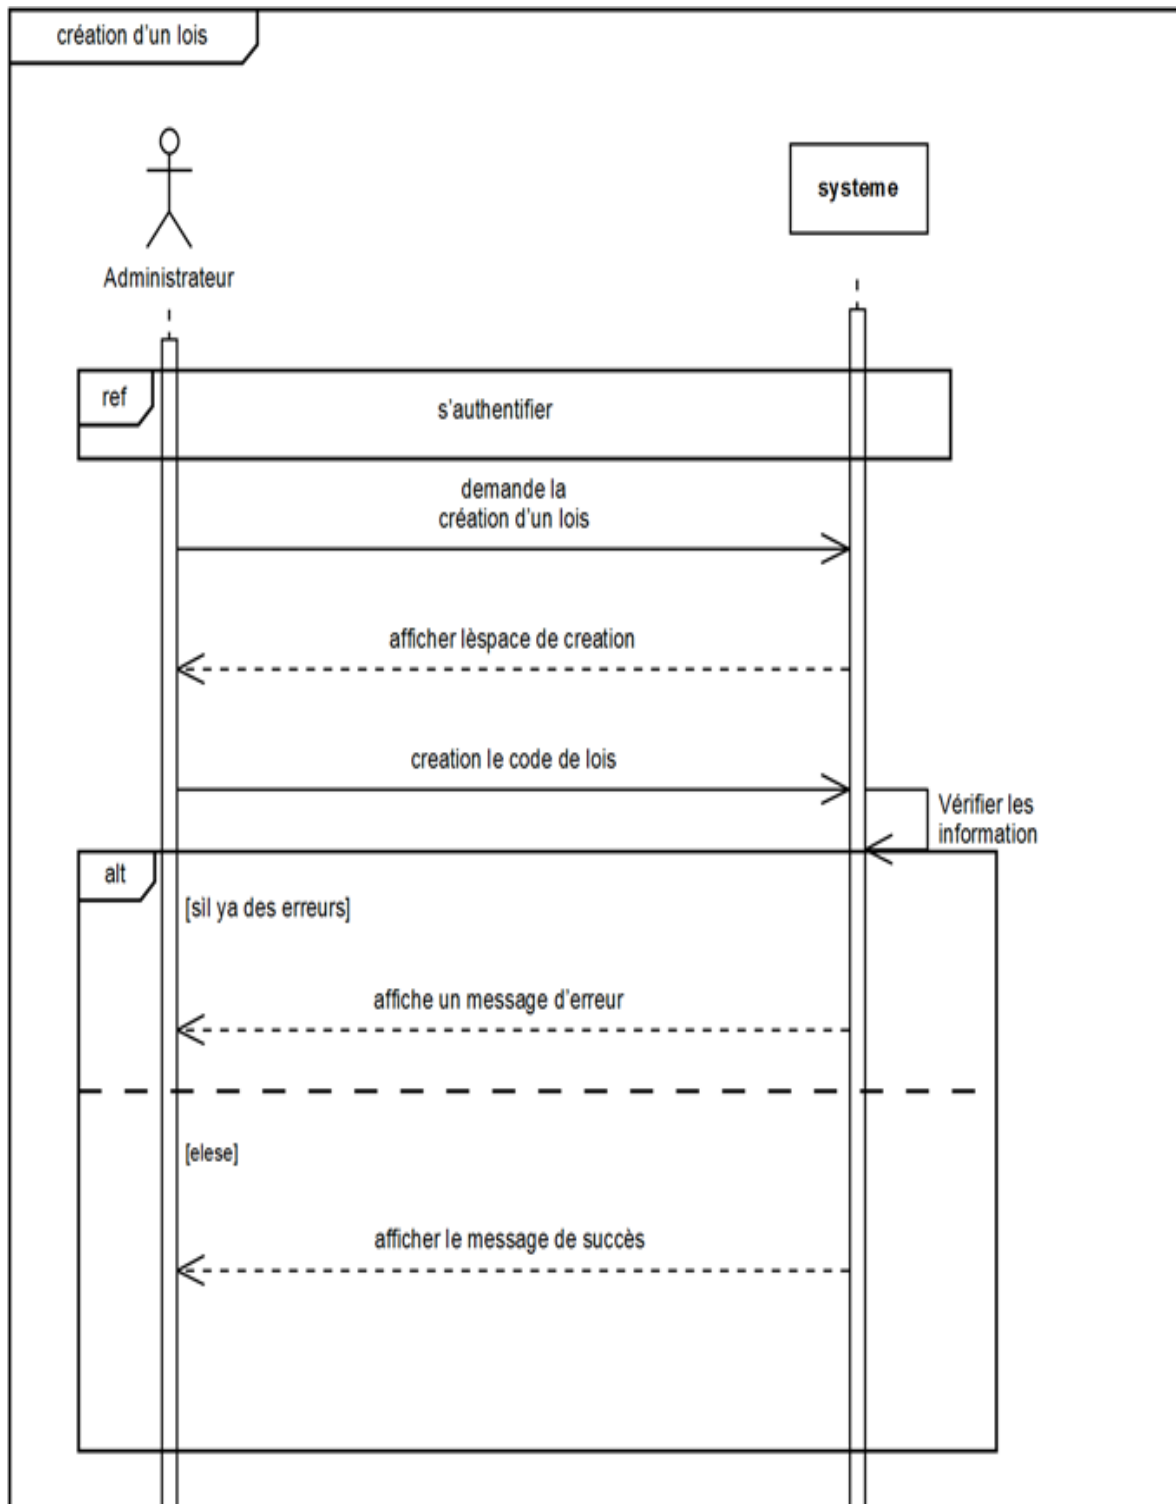 création d'un lois
systeme
Administrateur
ref
s'authentifier
demande la
création d'un lois
afficher lèspace de creation
creation le code de lois
Vérifier les
information
alt
[sil ya des erreurs]
affiche un message d'erreur
[elese]
afficher le message de succès